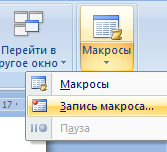 Перейти в
ругое окно
Макросы
17
Макросы
Запись макроса...
Пауза